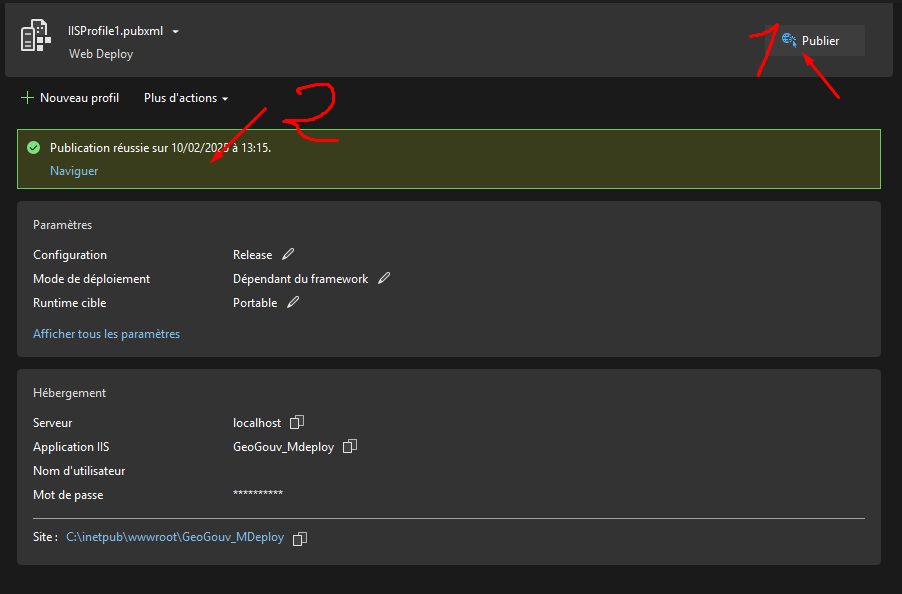 IISProfile1.pubxml
Web Deploy
1
Publier
Nouveau profil
Plus d'actions
2
Publication réussie sur 10/02/2025 à 13:15.
Naviguer
Paramètres
Configuration Release
Mode de déploiement Dépendant du framework
Runtime cible Portable
Afficher tous les paramètres
Hébergement
Serveur localhost
Application IIS GeoGouv_Mdeploy
Nom d'utilisateur
Mot de passe **********
Site : C:\inetpub\wwwroot\GeoGouv_MDeploy